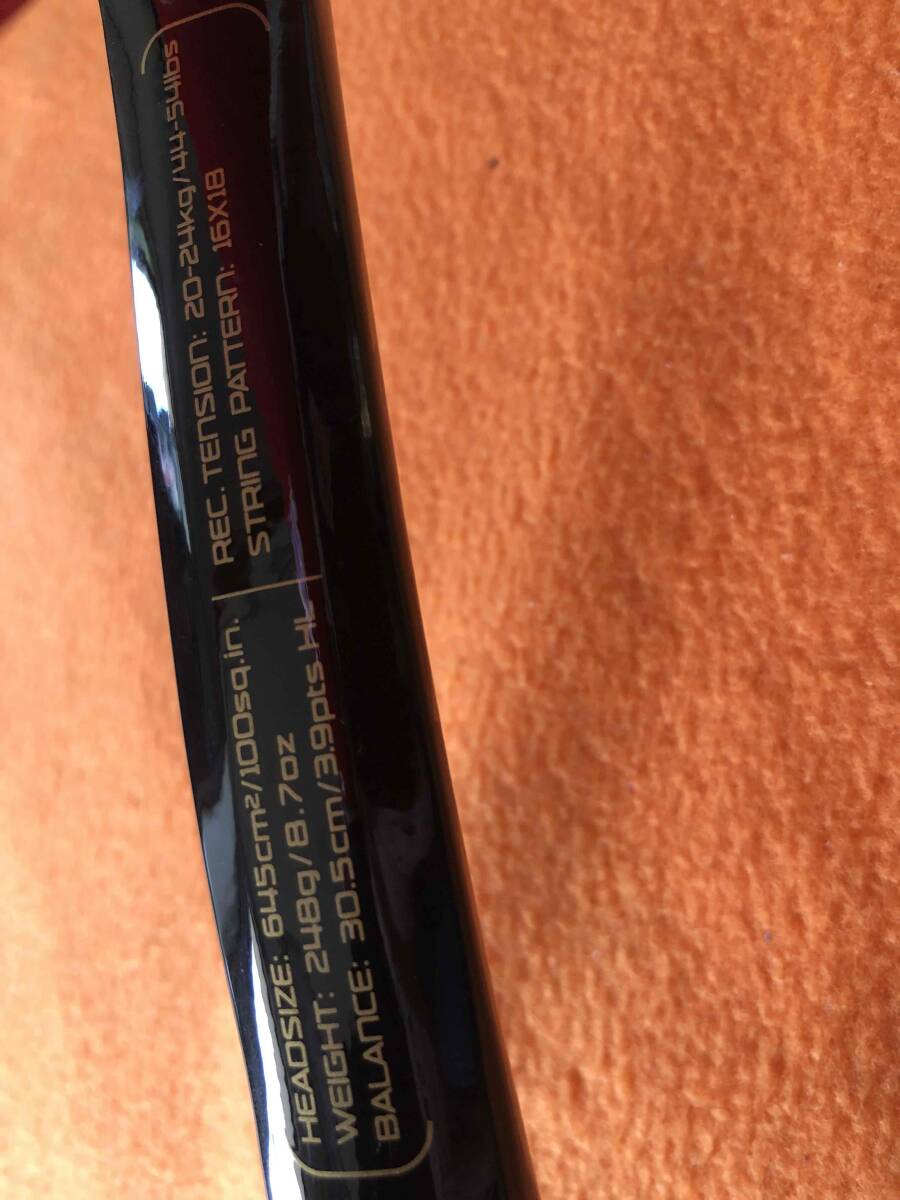 HEADSIZE: 645cm²/100sq.in.
WEIGHT: 248g/8.7oz
BALANCE: 30.5cm/3.9pts HL
REC. TENSION: 20-24kg/44-54lbs
STRING PATTERN: 16X18